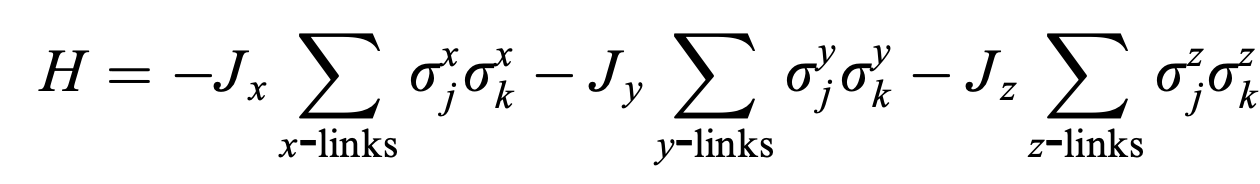 H = −J_x ∑_{x-links} σ_j^x σ_k^x − J_y ∑_{y-links} σ_j^y σ_k^y − J_z ∑_{z-links} σ_j^z σ_k^z